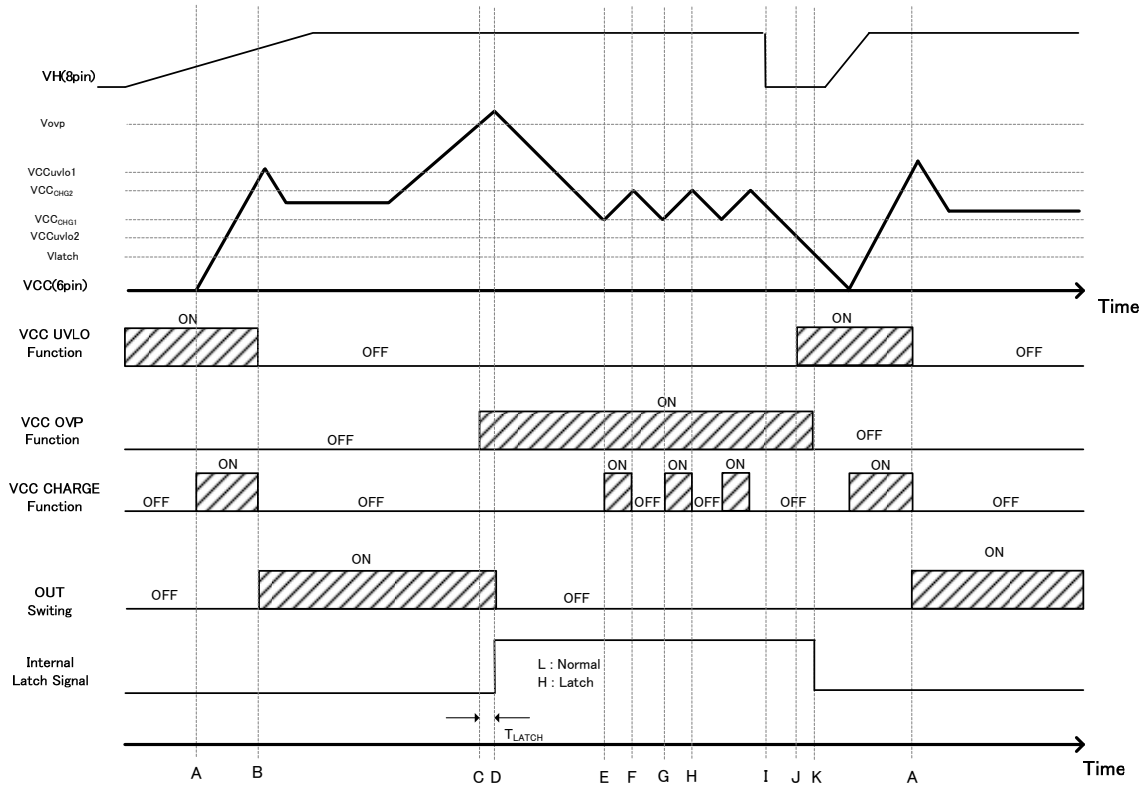 VH(8pin)
Vovp
VCCuvlo1
VCCCHG2
VCCCHG1
VCCuvlo2
Vlatch
VCC(6pin)
Time
VCC UVLO
Function
ON
OFF
ON
OFF
VCC OVP
Function
OFF
ON
OFF
VCC CHARGE
Function
OFF
ON
OFF
ON
OFF
ON
OFF
ON
OFF
ON
OFF
OUT
Switing
OFF
ON
OFF
ON
Internal
Latch Signal
L : Normal
H : Latch
TLATCH
Time
A B C D E F G H I J K A